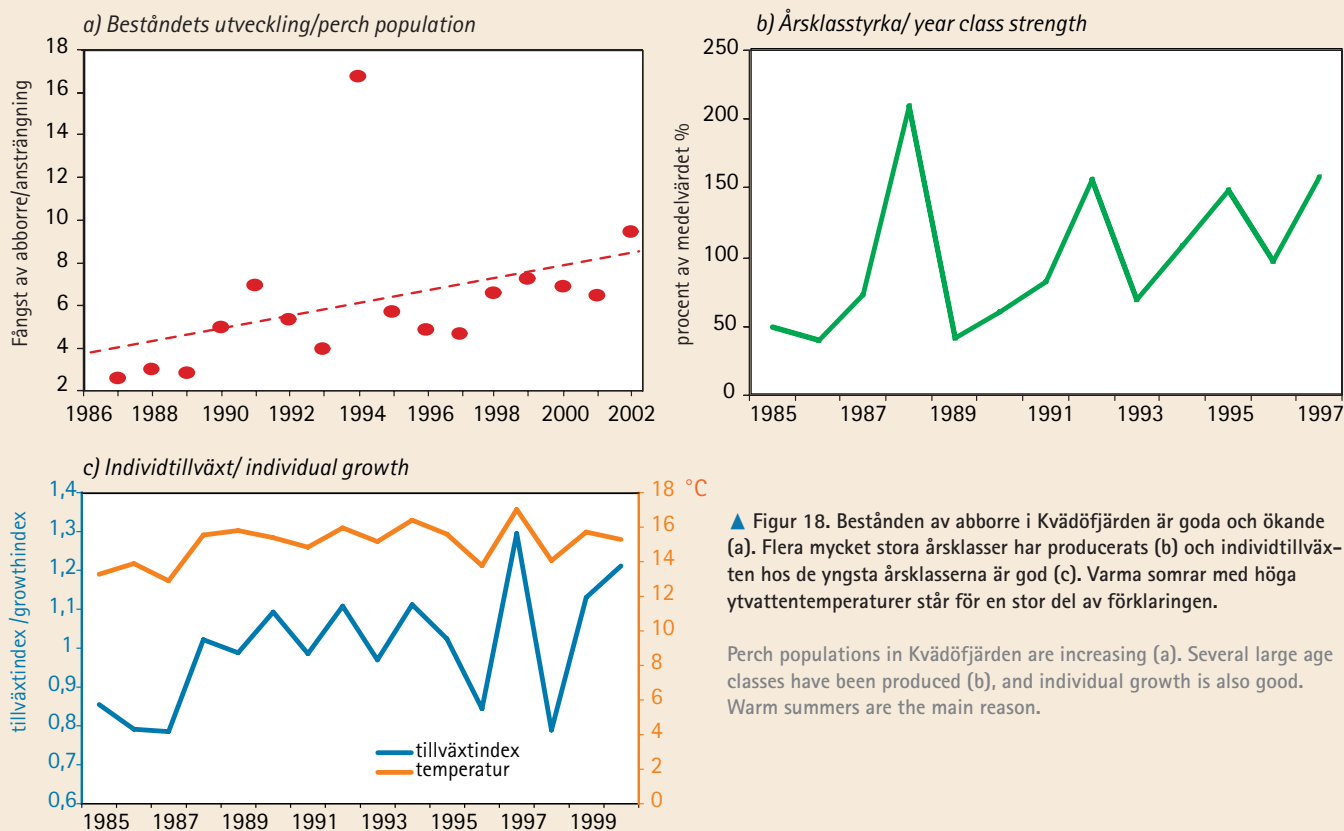 a) Beståndets utveckling/perch population
Fångst av abborre/ansträngning
18
16
14
12
10
8
6
4
2
1986 1988 1990 1992 1994 1996 1998 2000 2002
b) Årsklasstyrka/ year class strength
procent av medelvärdet %
250
200
150
100
50
0
1985 1987 1989 1991 1993 1995 1997
c) Individtillväxt/ individual growth
tillväxtindex /growthindex
1,4
1,3
1,2
1,1
1
0,9
0,8
0,7
0,6
18 °C
16
14
12
10
8
6
4
2
0
tillväxtindex
temperatur
1985 1987 1989 1991 1993 1995 1997 1999
▲ Figur 18. Bestånden av abborre i Kvädöfjärden är goda och ökande
(a). Flera mycket stora årsklasser har producerats (b) och individtillväx-
ten hos de yngsta årsklasserna är god (c). Varma somrar med höga
ytvattentemperaturer står för en stor del av förklaringen.
Perch populations in Kvädöfjärden are increasing (a). Several large age
classes have been produced (b), and individual growth is also good.
Warm summers are the main reason.